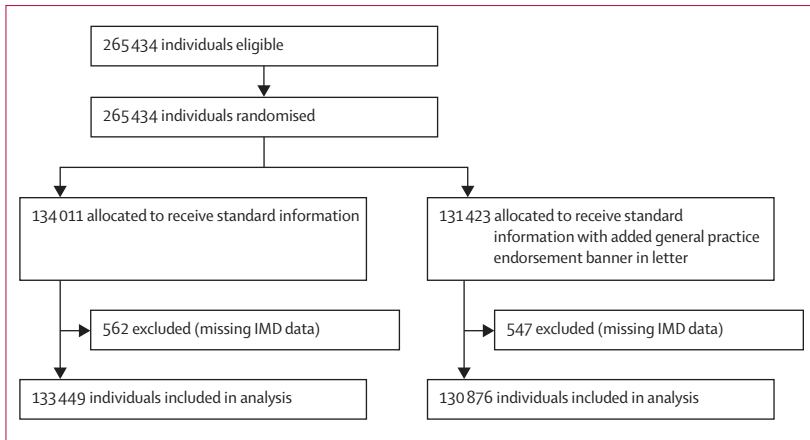 265 434 individuals eligible
265 434 individuals randomised
134 011 allocated to receive standard information
131 423 allocated to receive standard
information with added general practice
endorsement banner in letter
562 excluded (missing IMD data)
547 excluded (missing IMD data)
133 449 individuals included in analysis
130 876 individuals included in analysis